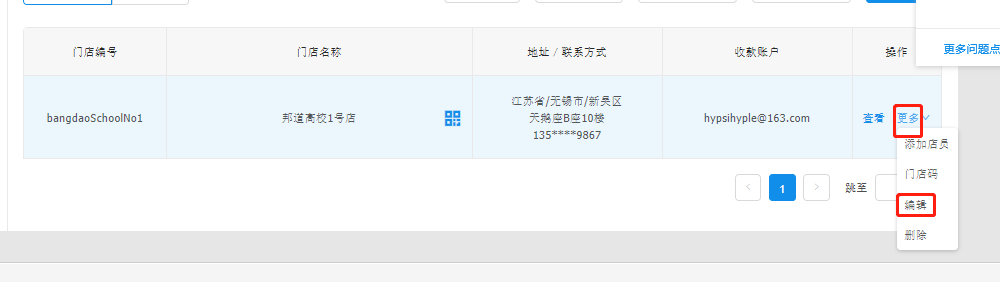 更多问题点
门店编号
门店名称
地址 / 联系方式
收款账户
操作
bangdaoSchoolNo1
邦道高校1号店
江苏省/无锡市/新吴区
天鹅座B座10楼
135****9867
hypsihyple@163.com
查看
更多
添加店员
门店码
编辑
删除
1
跳至